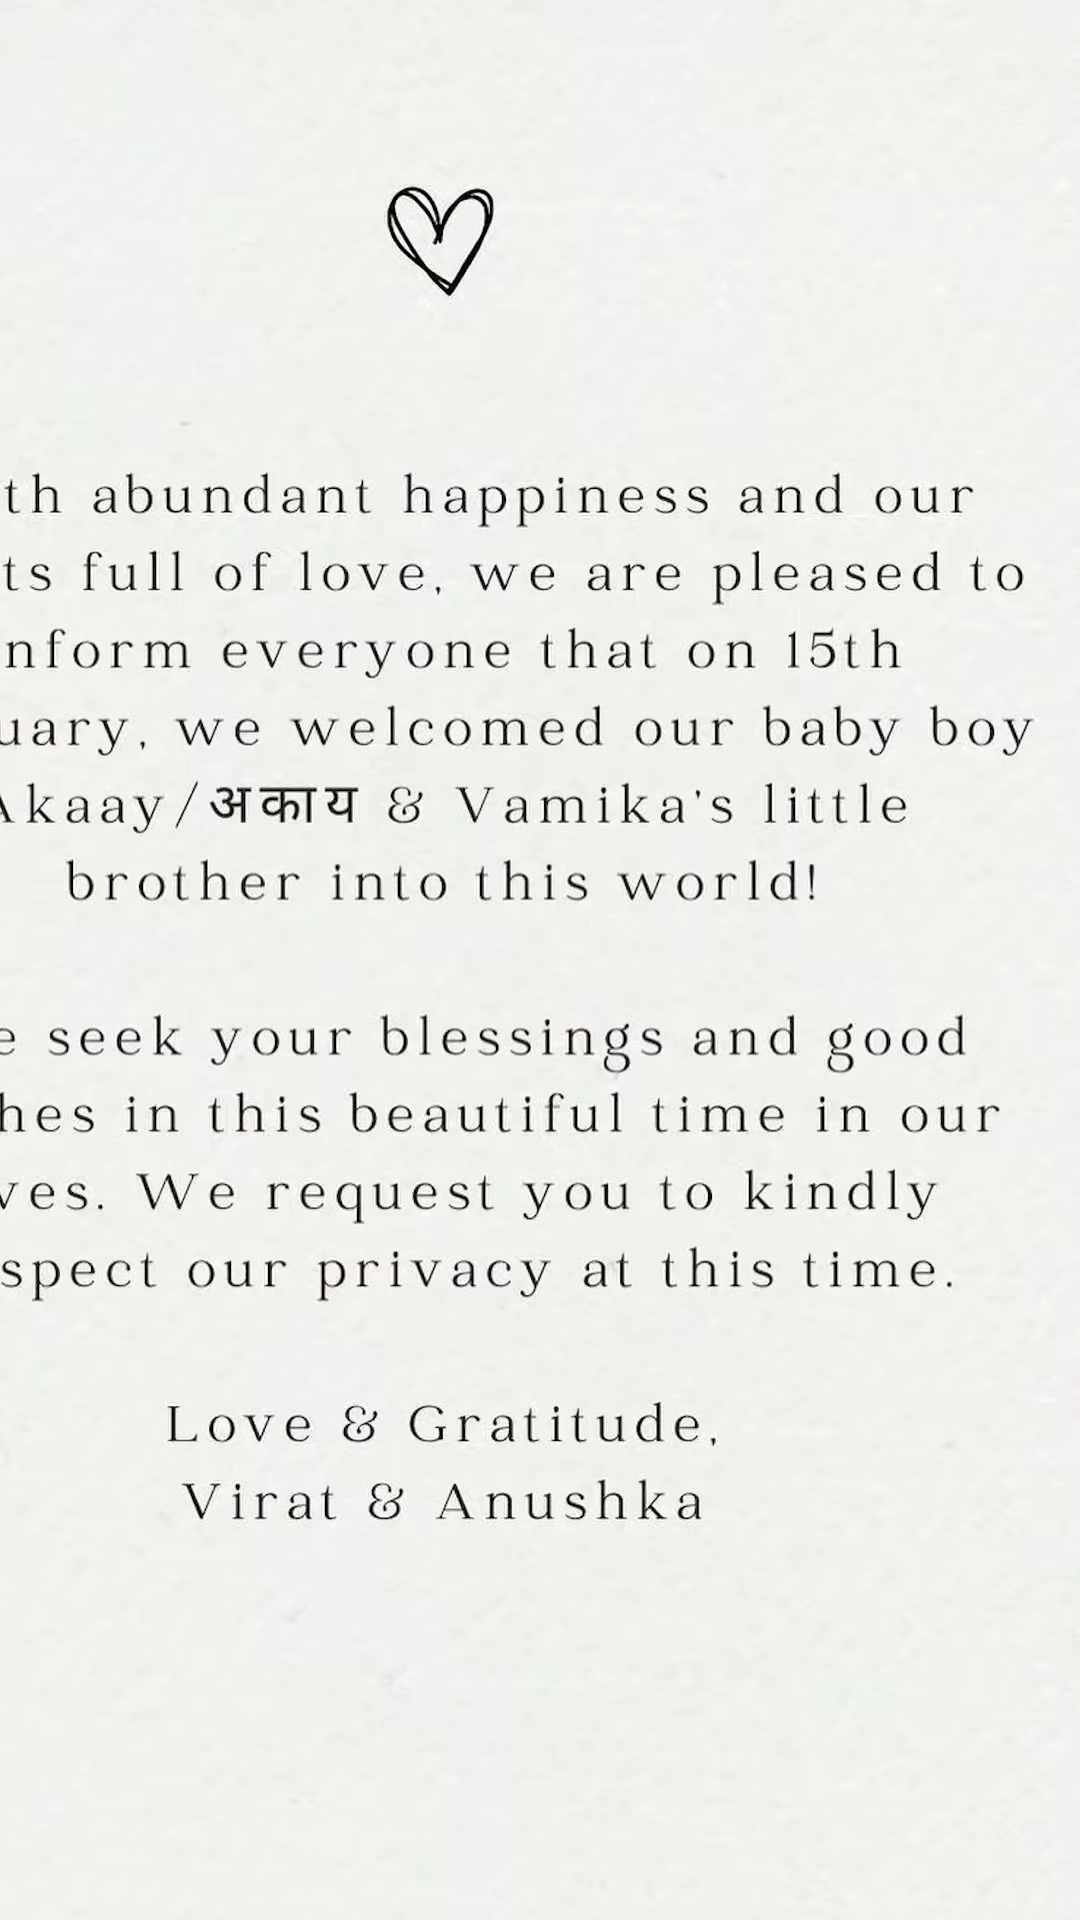 th abundant happiness and our
ts full of love, we are pleased to
nform everyone that on 15th
uary, we welcomed our baby boy
Akaay/अकाय & Vamika's little
brother into this world!
e seek your blessings and good
hes in this beautiful time in our
ves. We request you to kindly
spect our privacy at this time.
Love & Gratitude,
Virat & Anushka